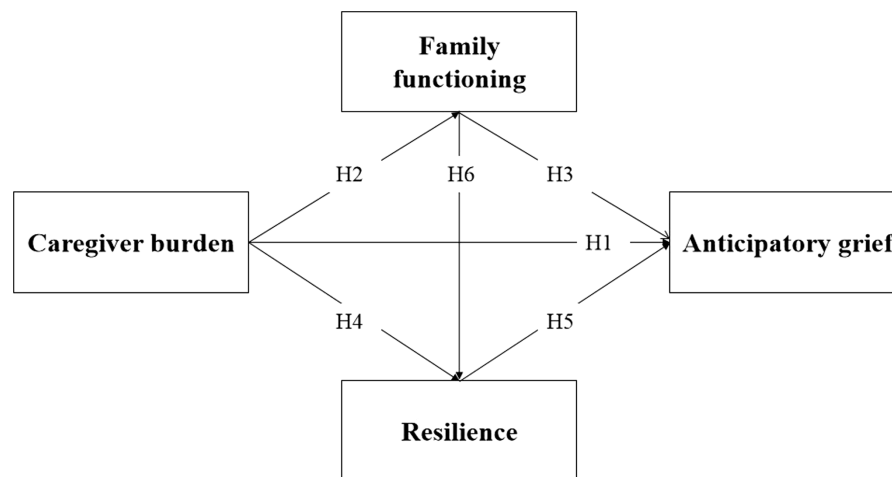 Family
functioning
H2
H6
H3
Caregiver burden
H1
Anticipatory grief
H4
H5
Resilience